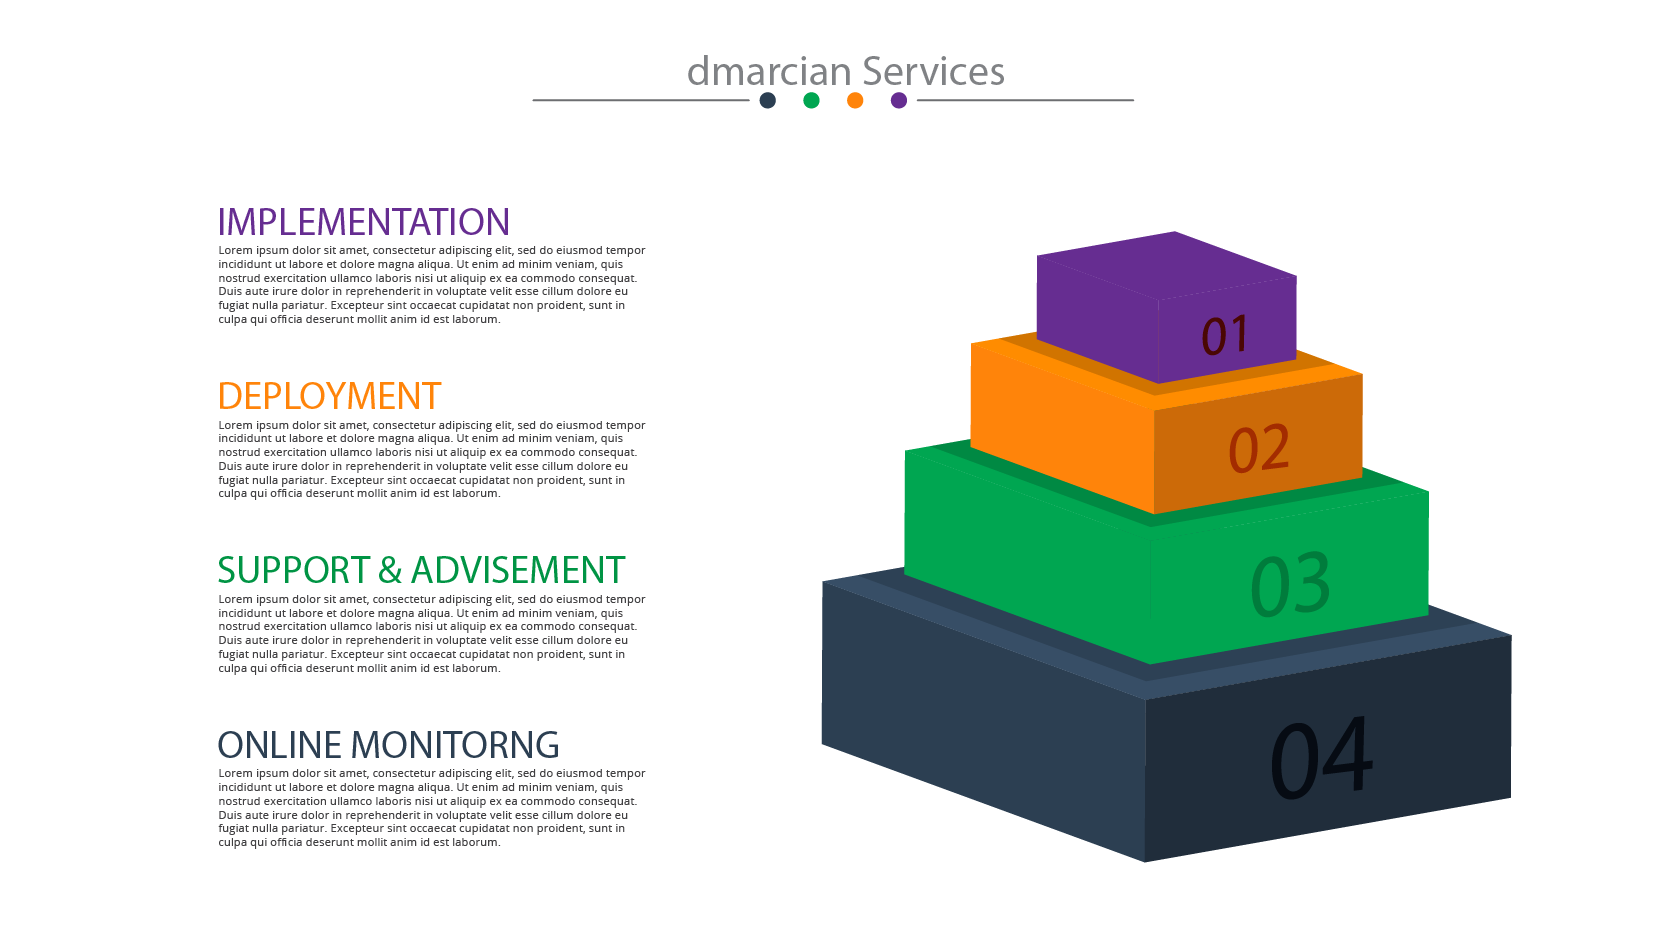 dmarcian Services
IMPLEMENTATION
Lorem ipsum dolor sit amet, consectetur adipiscing elit, sed do eiusmod tempor
incididunt ut labore et dolore magna aliqua. Ut enim ad minim veniam, quis
nostrud exercitation ullamco laboris nisi ut aliquip ex ea commodo consequat.
Duis aute irure dolor in reprehenderit in voluptate velit esse cillum dolore eu
fugiat nulla pariatur. Excepteur sint occaecat cupidatat non proident, sunt in
culpa qui officia deserunt mollit anim id est laborum.
DEPLOYMENT
Lorem ipsum dolor sit amet, consectetur adipiscing elit, sed do eiusmod tempor
incididunt ut labore et dolore magna aliqua. Ut enim ad minim veniam, quis
nostrud exercitation ullamco laboris nisi ut aliquip ex ea commodo consequat.
Duis aute irure dolor in reprehenderit in voluptate velit esse cillum dolore eu
fugiat nulla pariatur. Excepteur sint occaecat cupidatat non proident, sunt in
culpa qui officia deserunt mollit anim id est laborum.
SUPPORT & ADVISEMENT
Lorem ipsum dolor sit amet, consectetur adipiscing elit, sed do eiusmod tempor
incididunt ut labore et dolore magna aliqua. Ut enim ad minim veniam, quis
nostrud exercitation ullamco laboris nisi ut aliquip ex ea commodo consequat.
Duis aute irure dolor in reprehenderit in voluptate velit esse cillum dolore eu
fugiat nulla pariatur. Excepteur sint occaecat cupidatat non proident, sunt in
culpa qui officia deserunt mollit anim id est laborum.
ONLINE MONITORNG
Lorem ipsum dolor sit amet, consectetur adipiscing elit, sed do eiusmod tempor
incididunt ut labore et dolore magna aliqua. Ut enim ad minim veniam, quis
nostrud exercitation ullamco laboris nisi ut aliquip ex ea commodo consequat.
Duis aute irure dolor in reprehenderit in voluptate velit esse cillum dolore eu
fugiat nulla pariatur. Excepteur sint occaecat cupidatat non proident, sunt in
culpa qui officia deserunt mollit anim id est laborum.
01
02
03
04